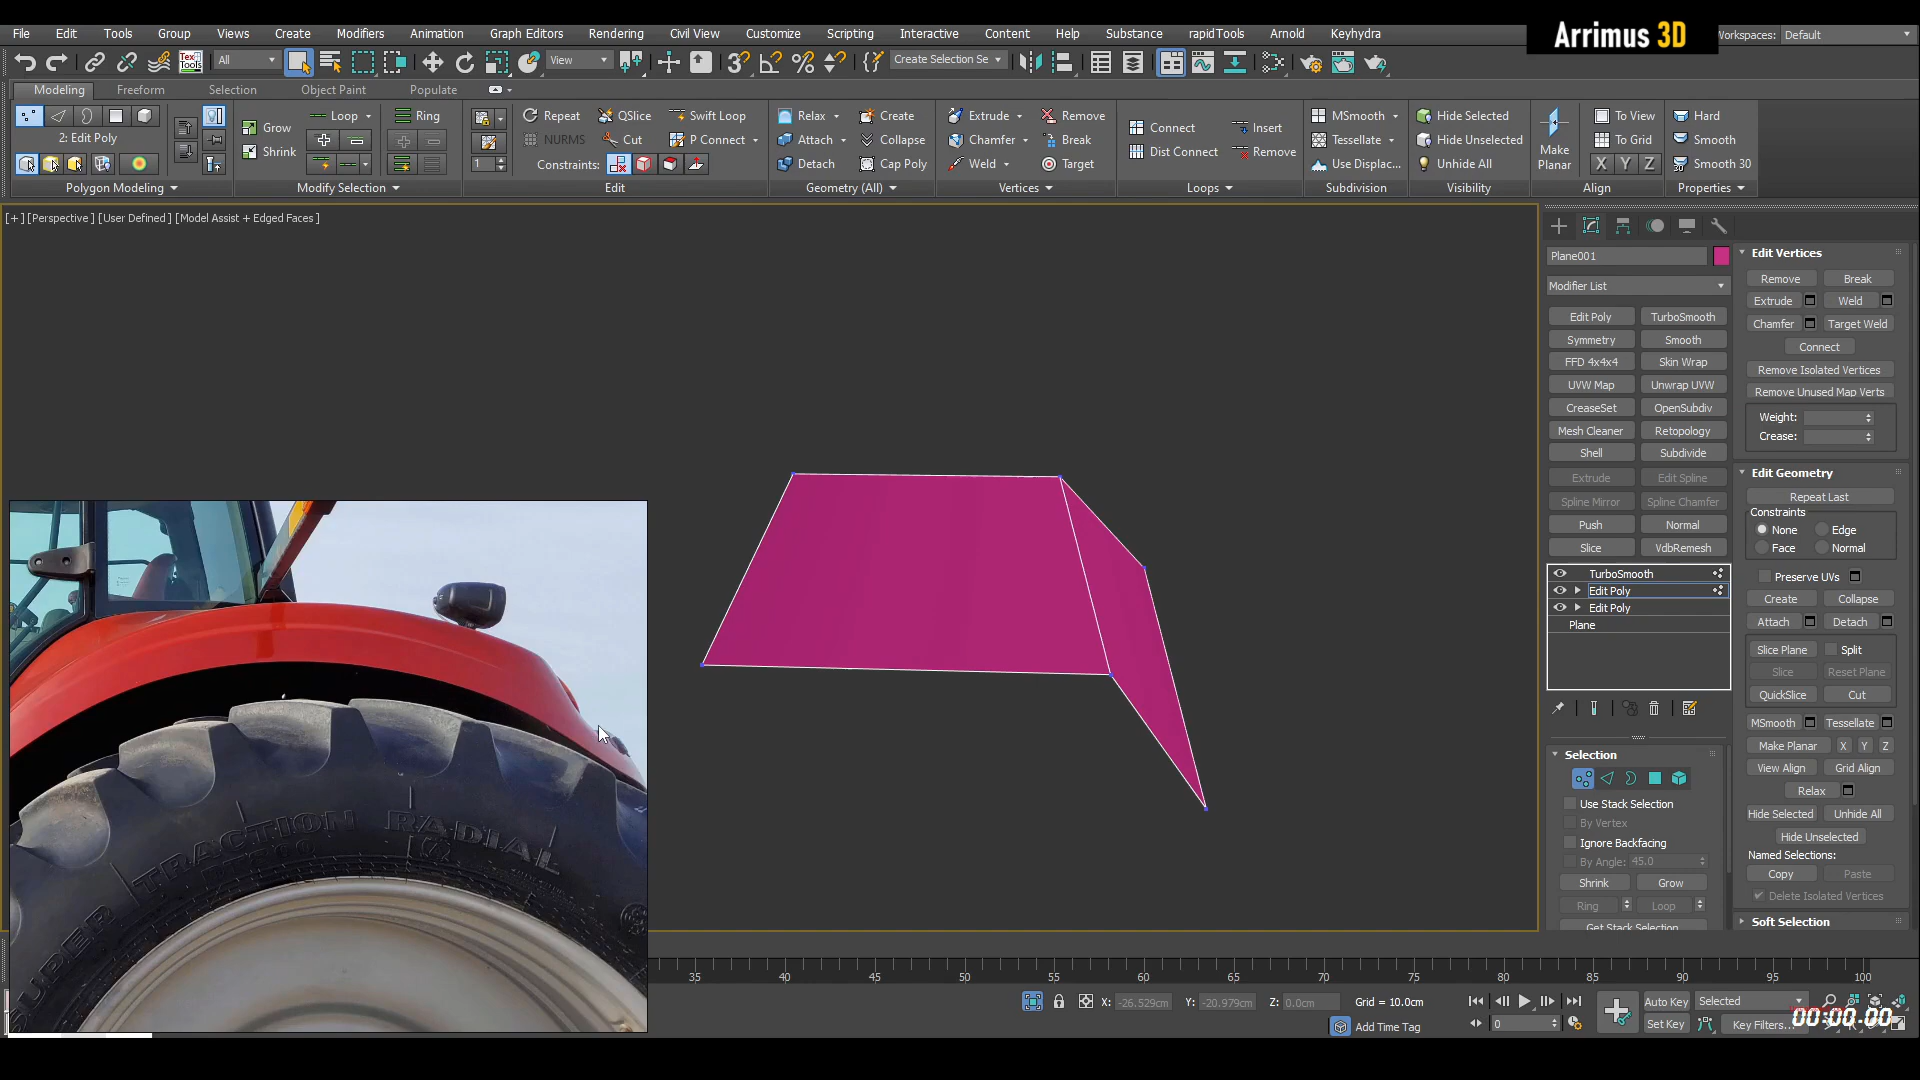 File Edit Tools Group Views Create Modifiers Animation Graph Editors Rendering Civil View Customize Scripting Interactive Content Help Substance rapidTools Arnold Keyhydra
Arrimus 3D
Workspaces: Default
All View Create Selection Se
Modeling Freeform Selection Object Paint Populate
2: Edit Poly
Polygon Modeling
Grow
Shrink
Loop
Modify Selection
Ring
1
Repeat QSlice Swift Loop
NURMS Cut P Connect
Constraints:
Edit
Relax Create
Attach Collapse
Detach Cap Poly
Geometry (All)
Extrude Remove
Chamfer Break
Weld Target
Vertices
Connect Insert
Dist Connect Remove
Loops
MSmooth
Tessellate
Use Displac...
Subdivision
Hide Selected
Hide Unselected
Unhide All
Visibility
Make Planar
To View
To Grid
X Y Z
Align
Hard
Smooth
Smooth 30
Properties
[+] [Perspective] [User Defined] [Model Assist + Edged Faces]
Plane001
Modifier List
Edit Poly TurboSmooth
Symmetry Smooth
FFD 4x4x4 Skin Wrap
UVW Map Unwrap UVW
CreaseSet OpenSubdiv
Mesh Cleaner Retopology
Shell Subdivide
Extrude Edit Spline
Spline Mirror Spline Chamfer
Push Normal
Slice VdbRemesh
TurboSmooth
Edit Poly
Edit Poly
Plane
Selection
Use Stack Selection
By Vertex
Ignore Backfacing
By Angle: 45.0
Shrink Grow
Ring Loop
Get Stack Selection
Edit Vertices
Remove Break
Extrude Weld
Chamfer Target Weld
Connect
Remove Isolated Vertices
Remove Unused Map Verts
Weight:
Crease:
Edit Geometry
Repeat Last
Constraints
None Edge
Face Normal
Preserve UVs
Create Collapse
Attach Detach
Slice Plane Split
Slice Reset Plane
QuickSlice Cut
MSmooth Tessellate
Make Planar X Y Z
View Align Grid Align
Relax
Hide Selected Unhide All
Hide Unselected
Named Selections:
Copy Paste
Delete Isolated Vertices
Soft Selection
TRACTION RADIAL
SUPER
35 40 45 50 55 60 65 70 75 80 85 90 95 100
X: -26.529cm Y: -20.979cm Z: 0.0cm Grid = 10.0cm
Add Time Tag
0
Auto Key Selected
Set Key Key Filters...
00:00.00